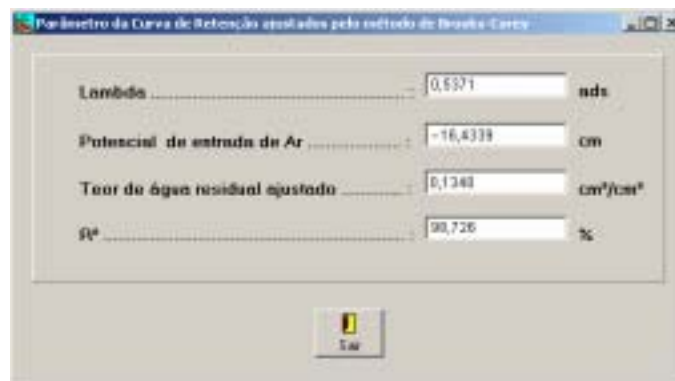 Parâmetro da Curva de Retenção ajustados pelo método de Brooks-Corey
Lambda ........................................ : 0,5371 ads
Potencial de entrada de Ar ............... : -16,4339 cm
Teor de água residual ajustado .......... : 0,1340 cm³/cm³
R² ................................................ : 98,726 %
Sair